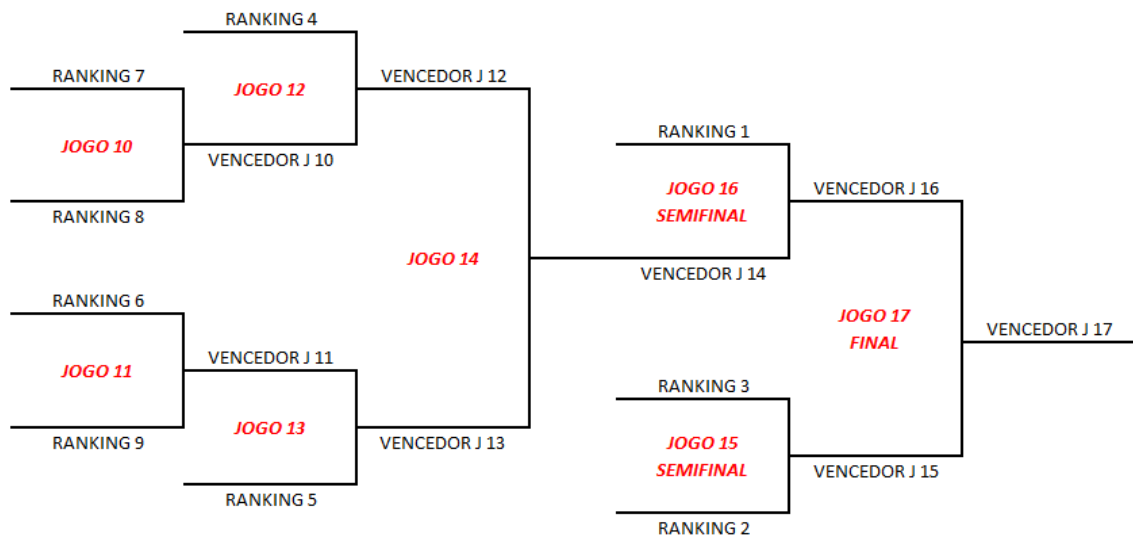 RANKING 4
RANKING 7
VENCEDOR J 12
JOGO 12
JOGO 10
RANKING 1
VENCEDOR J 10
JOGO 16
SEMIFINAL
VENCEDOR J 16
RANKING 8
JOGO 14
VENCEDOR J 14
RANKING 6
JOGO 17
FINAL
VENCEDOR J 17
VENCEDOR J 11
JOGO 11
RANKING 3
JOGO 13
RANKING 9
VENCEDOR J 13
JOGO 15
SEMIFINAL
VENCEDOR J 15
RANKING 5
RANKING 2